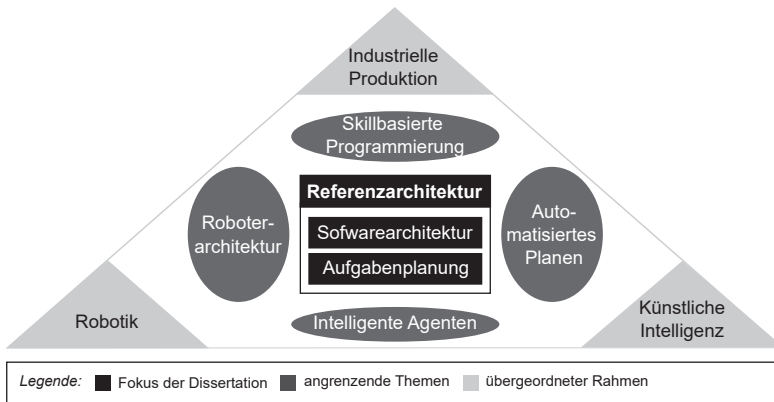 Industrielle
Produktion
Skillbasierte
Programmierung
Referenzarchitektur
Roboter-
architektur
Sofwarearchitektur
Aufgabenplanung
Auto-
matisiertes
Planen
Robotik
Intelligente Agenten
Künstliche
Intelligenz
Legende: Fokus der Dissertation angrenzende Themen übergeordneter Rahmen